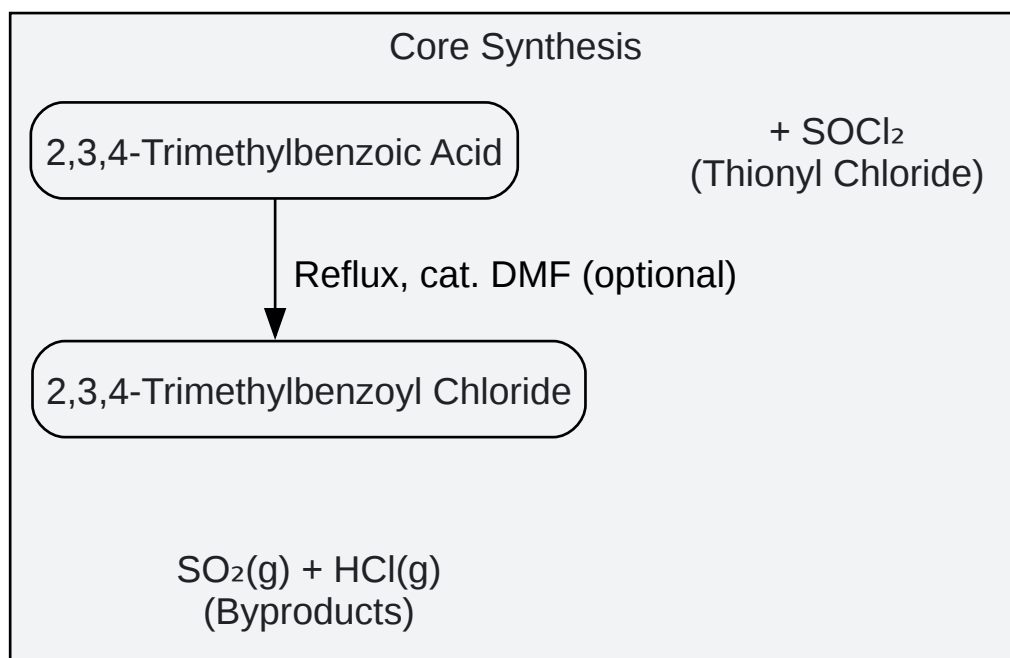 Core Synthesis
2,3,4-Trimethylbenzoic Acid
+ SOCl₂
(Thionyl Chloride)
Reflux, cat. DMF (optional)
2,3,4-Trimethylbenzoyl Chloride
SO₂(g) + HCl(g)
(Byproducts)